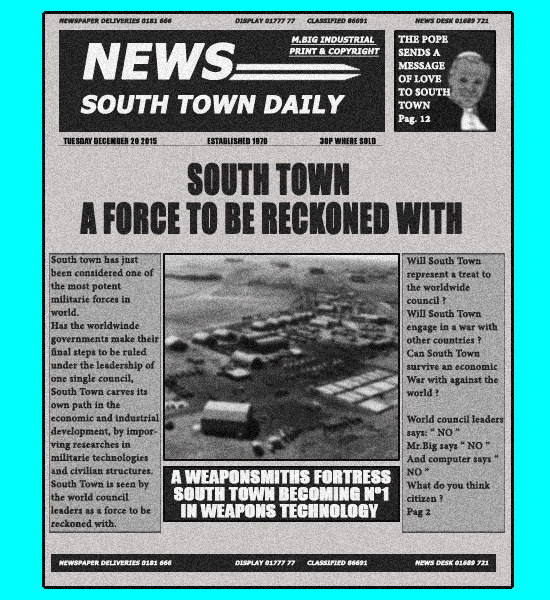 NEWSPAPER DELIVERIES 0181 666 DISPLAY 01777 77 CLASSIFIED 86691 NEWS DESK 01689 721
M.BIG INDUSTRIAL
PRINT & COPYRIGHT
NEWS
SOUTH TOWN DAILY
THE POPE
SENDS A
MESSAGE
OF LOVE
TO SOUTH
TOWN
Pag. 12
TUESDAY DECEMBER 20 2015 ESTABLISHED 1970 30P WHERE SOLD
SOUTH TOWN
A FORCE TO BE RECKONED WITH
South town has just
been considered one of
the most potent
militarie forces in
world.
Has the worldwinde
governments make their
final steps to be ruled
under the leadership of
one single council,
South Town carves its
own path in the
economic and industrial
development, by impor-
ving researches in
militarie technologies
and civilian structures.
South Town is seen by
the world council
leaders as a force to be
reckoned with.
A WEAPONSMITHS FORTRESS
SOUTH TOWN BECOMING Nº1
IN WEAPONS TECHNOLOGY
Will South Town
represent a treat to
the worldwide
council ?
Will South Town
engage in a war with
other countries ?
Can South Town
survive an economic
War with against the
world ?
World council leaders
says: “ NO ”
Mr.Big says “ NO ”
And computer says “
NO ”
What do you think
citizen ?
Pag 2
NEWSPAPER DELIVERIES 0181 666 DISPLAY 01777 77 CLASSIFIED 86691 NEWS DESK 01689 721